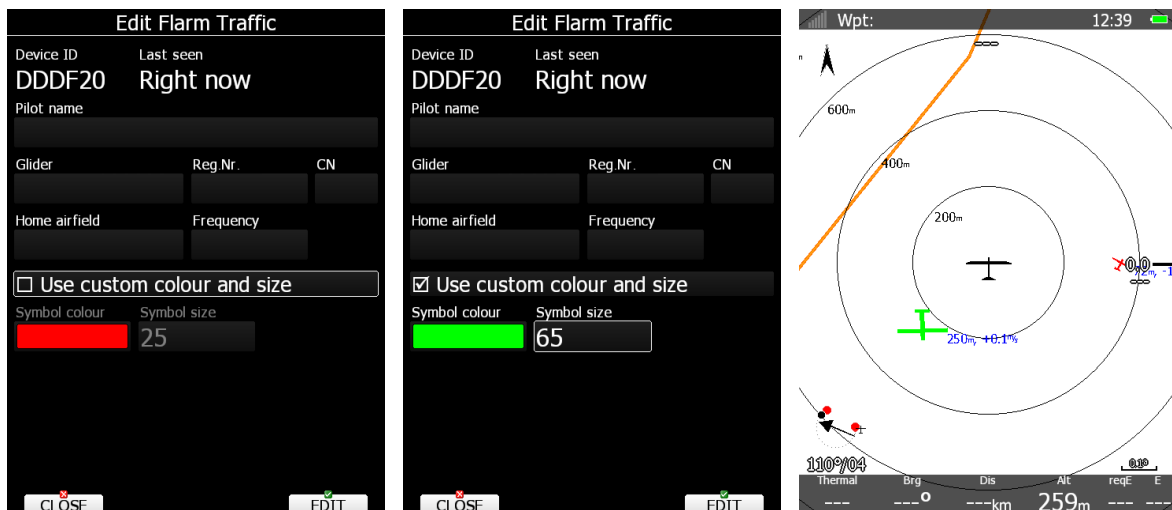 Edit Flarm Traffic
Device ID Last seen
DDDF20 Right now
Pilot name
Glider Reg.Nr. CN
Home airfield Frequency
Use custom colour and size
Symbol colour Symbol size
25
CLOSE EDIT
Edit Flarm Traffic
Device ID Last seen
DDDF20 Right now
Pilot name
Glider Reg.Nr. CN
Home airfield Frequency
Use custom colour and size
Symbol colour Symbol size
65
CLOSE EDIT
Wpt: 12:39
600m
400m
200m
0.0
250m, +0.1m/s
110°/04
Thermal Brg Dis Alt reqE E
--- ---° ---km 259m --- ---